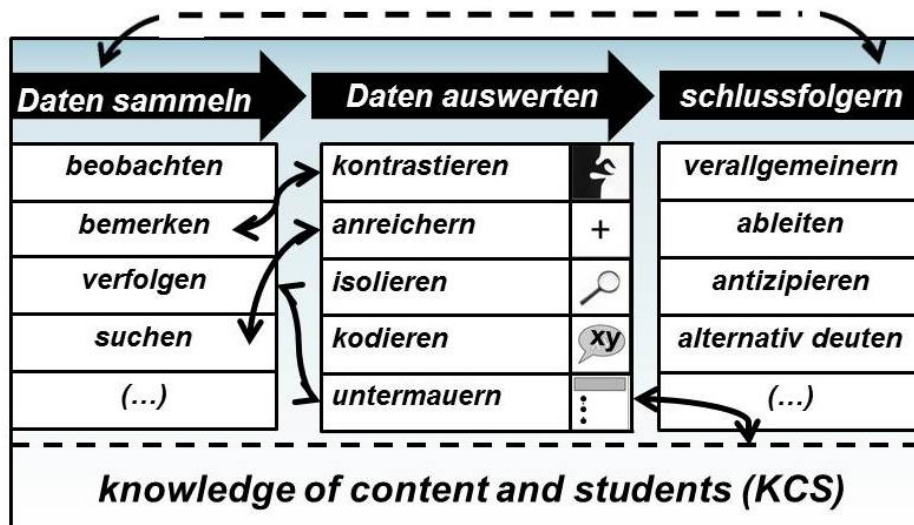 Daten sammeln
Daten auswerten
schlussfolgern
beobachten
bemerken
verfolgen
suchen
(...)
kontrastieren
anreichern
+
isolieren
kodieren
xy
untermauern
verallgemeinern
ableiten
antizipieren
alternativ deuten
(...)
knowledge of content and students (KCS)